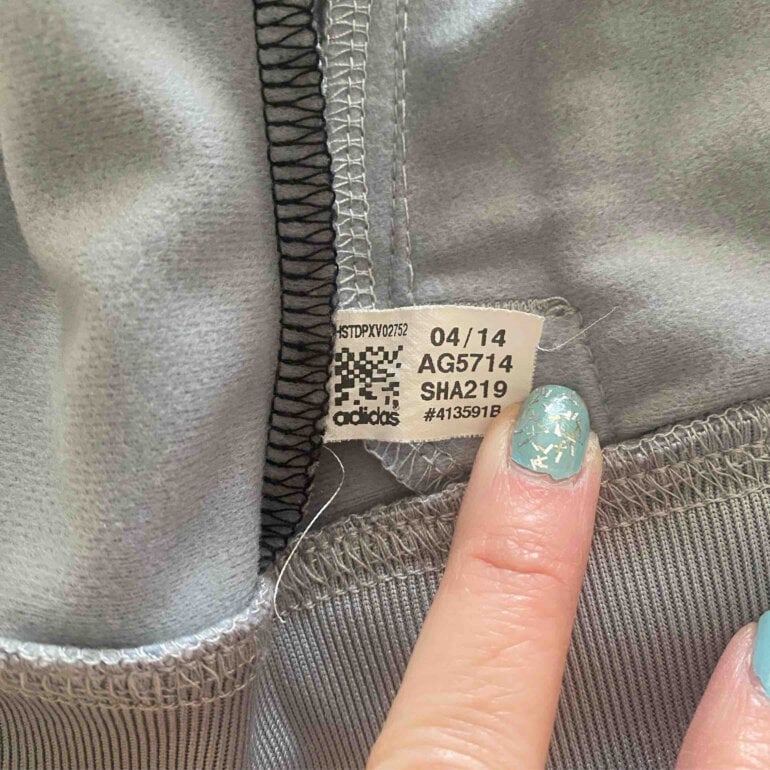 HSTDPXV02752
adidas
04/14
AG5714
SHA219
#413591B